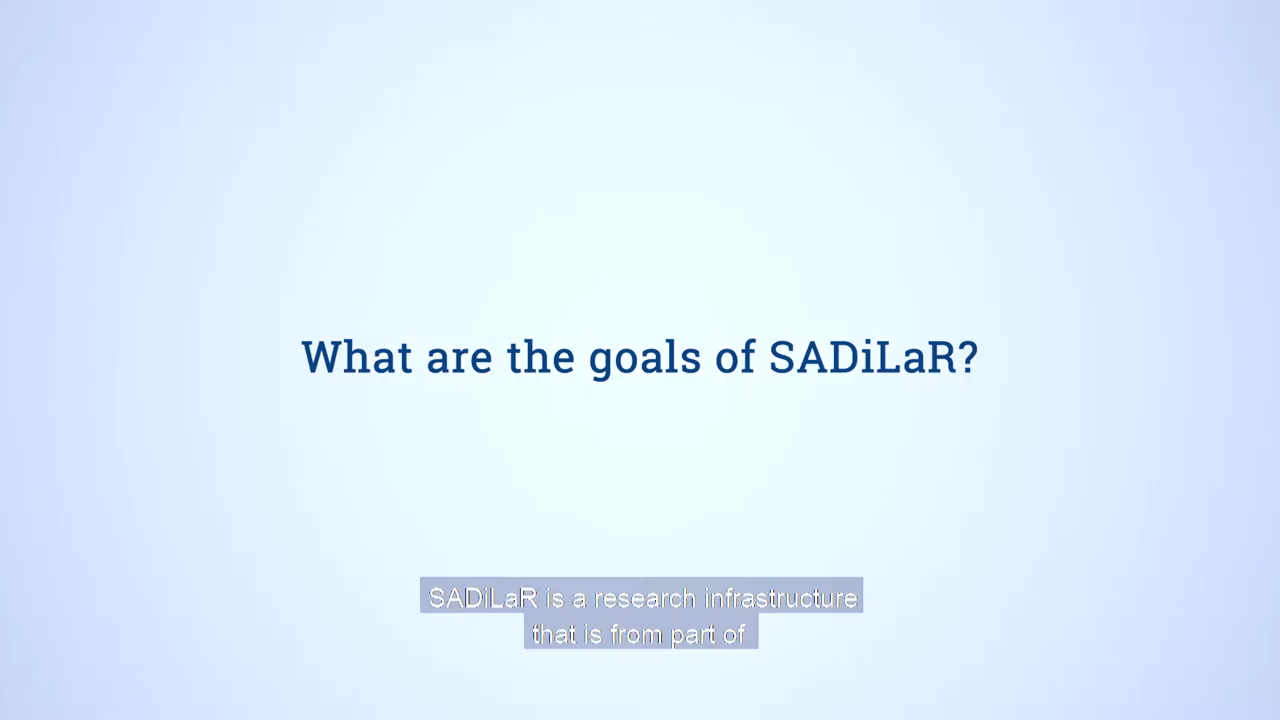 What are the goals of SADiLaR?
SADiLaR is a research infrastructure
that is from part of